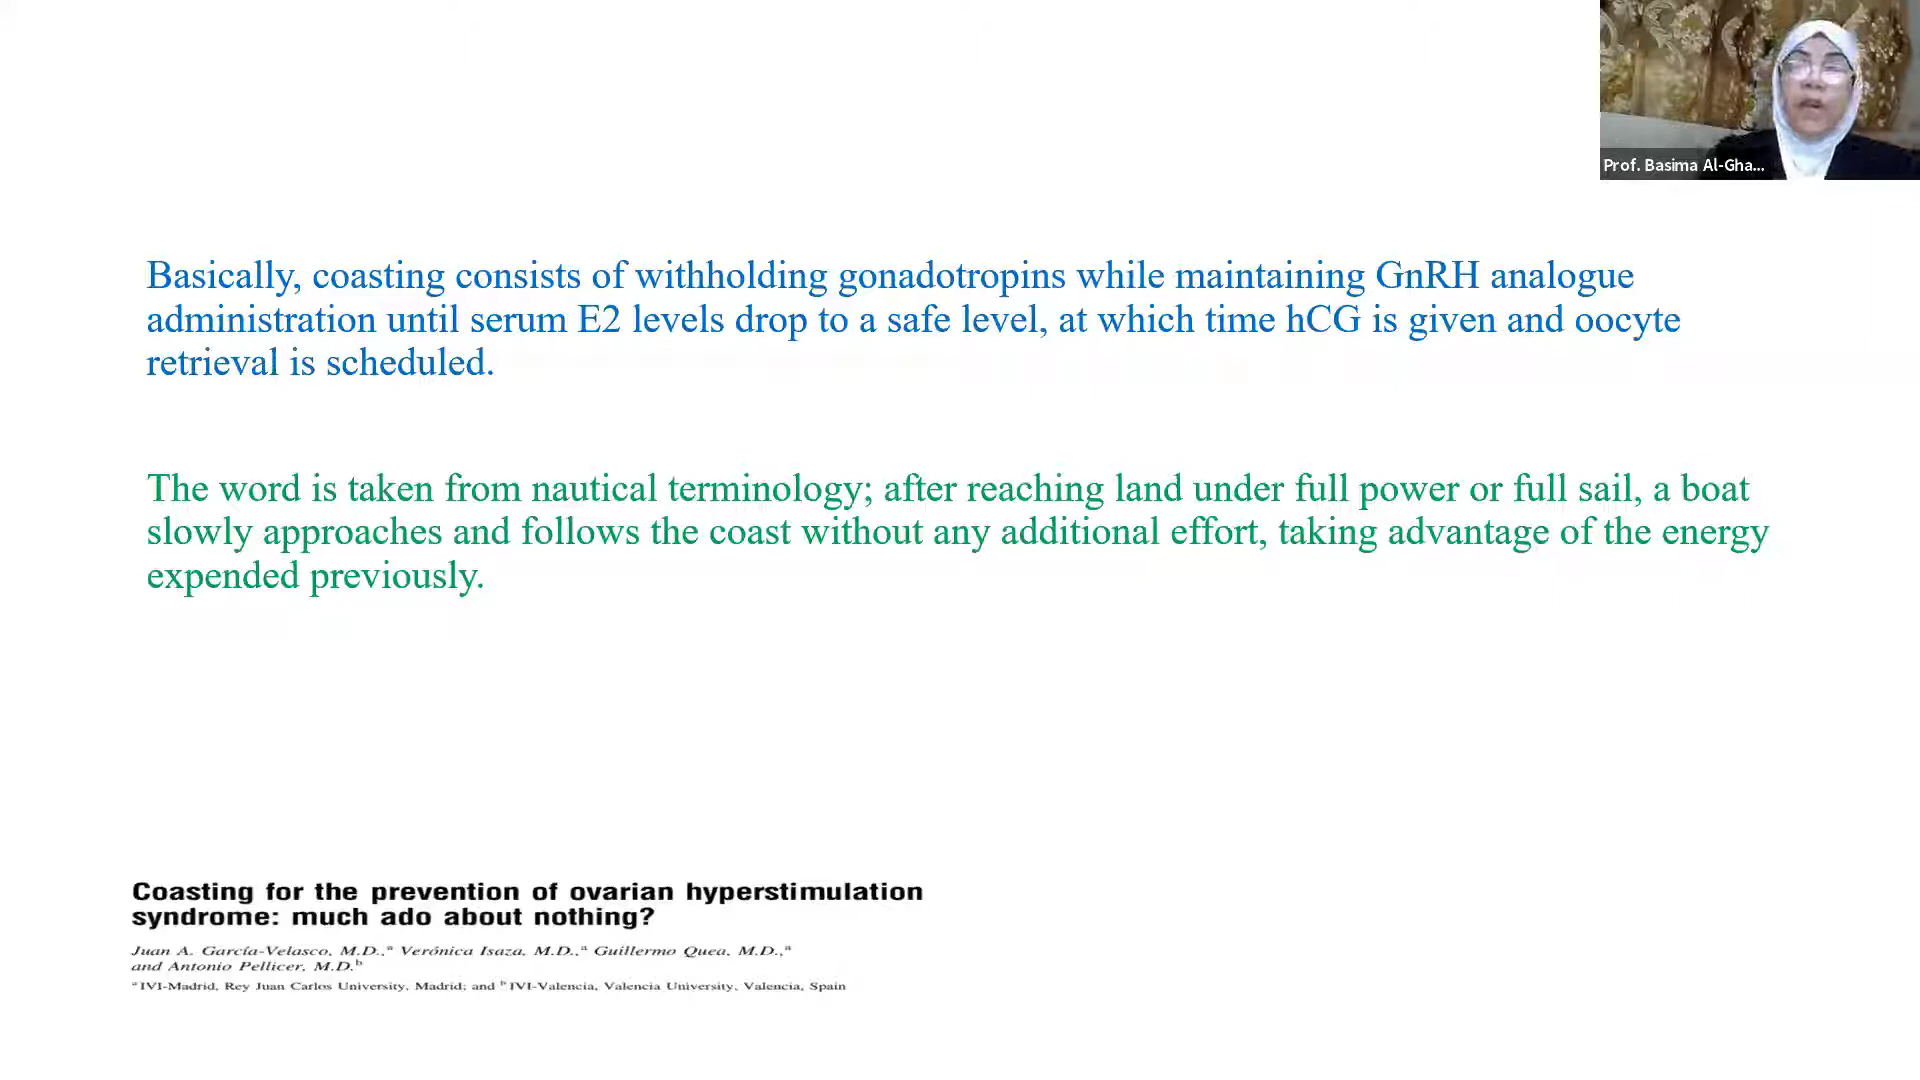 Prof. Basima Al-Gha...
Basically, coasting consists of withholding gonadotropins while maintaining GnRH analogue
administration until serum E2 levels drop to a safe level, at which time hCG is given and oocyte
retrieval is scheduled.
The word is taken from nautical terminology; after reaching land under full power or full sail, a boat
slowly approaches and follows the coast without any additional effort, taking advantage of the energy
expended previously.
Coasting for the prevention of ovarian hyperstimulation
syndrome: much ado about nothing?
Juan A. García-Velasco, M.D.,ᵃ Verónica Isaza, M.D.,ᵃ Guillermo Quea, M.D.,ᵃ
and Antonio Pellicer, M.D.ᵇ
ᵃ IVI-Madrid, Rey Juan Carlos University, Madrid; and ᵇ IVI-Valencia, Valencia University, Valencia, Spain